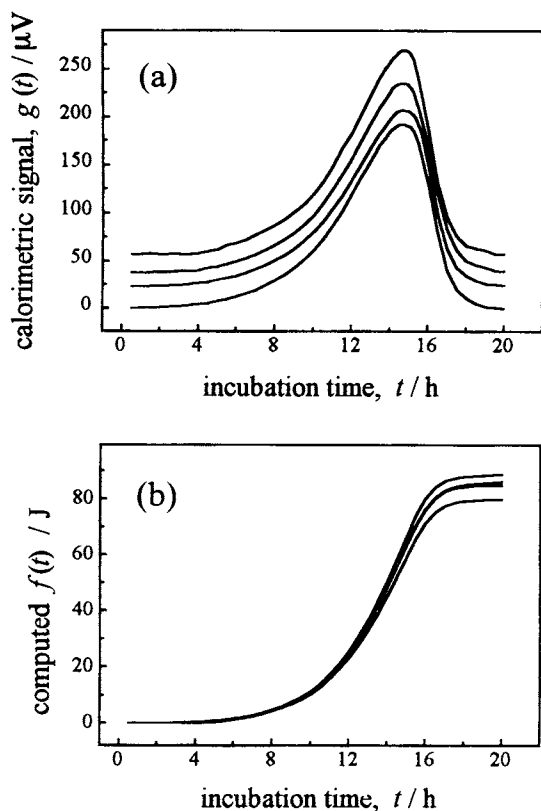 calorimetric signal, g (t) / μV
(a)
250
200
150
100
50
0
0 4 8 12 16 20
incubation time, t / h
computed f (t) / J
(b)
80
60
40
20
0
0 4 8 12 16 20
incubation time, t / h